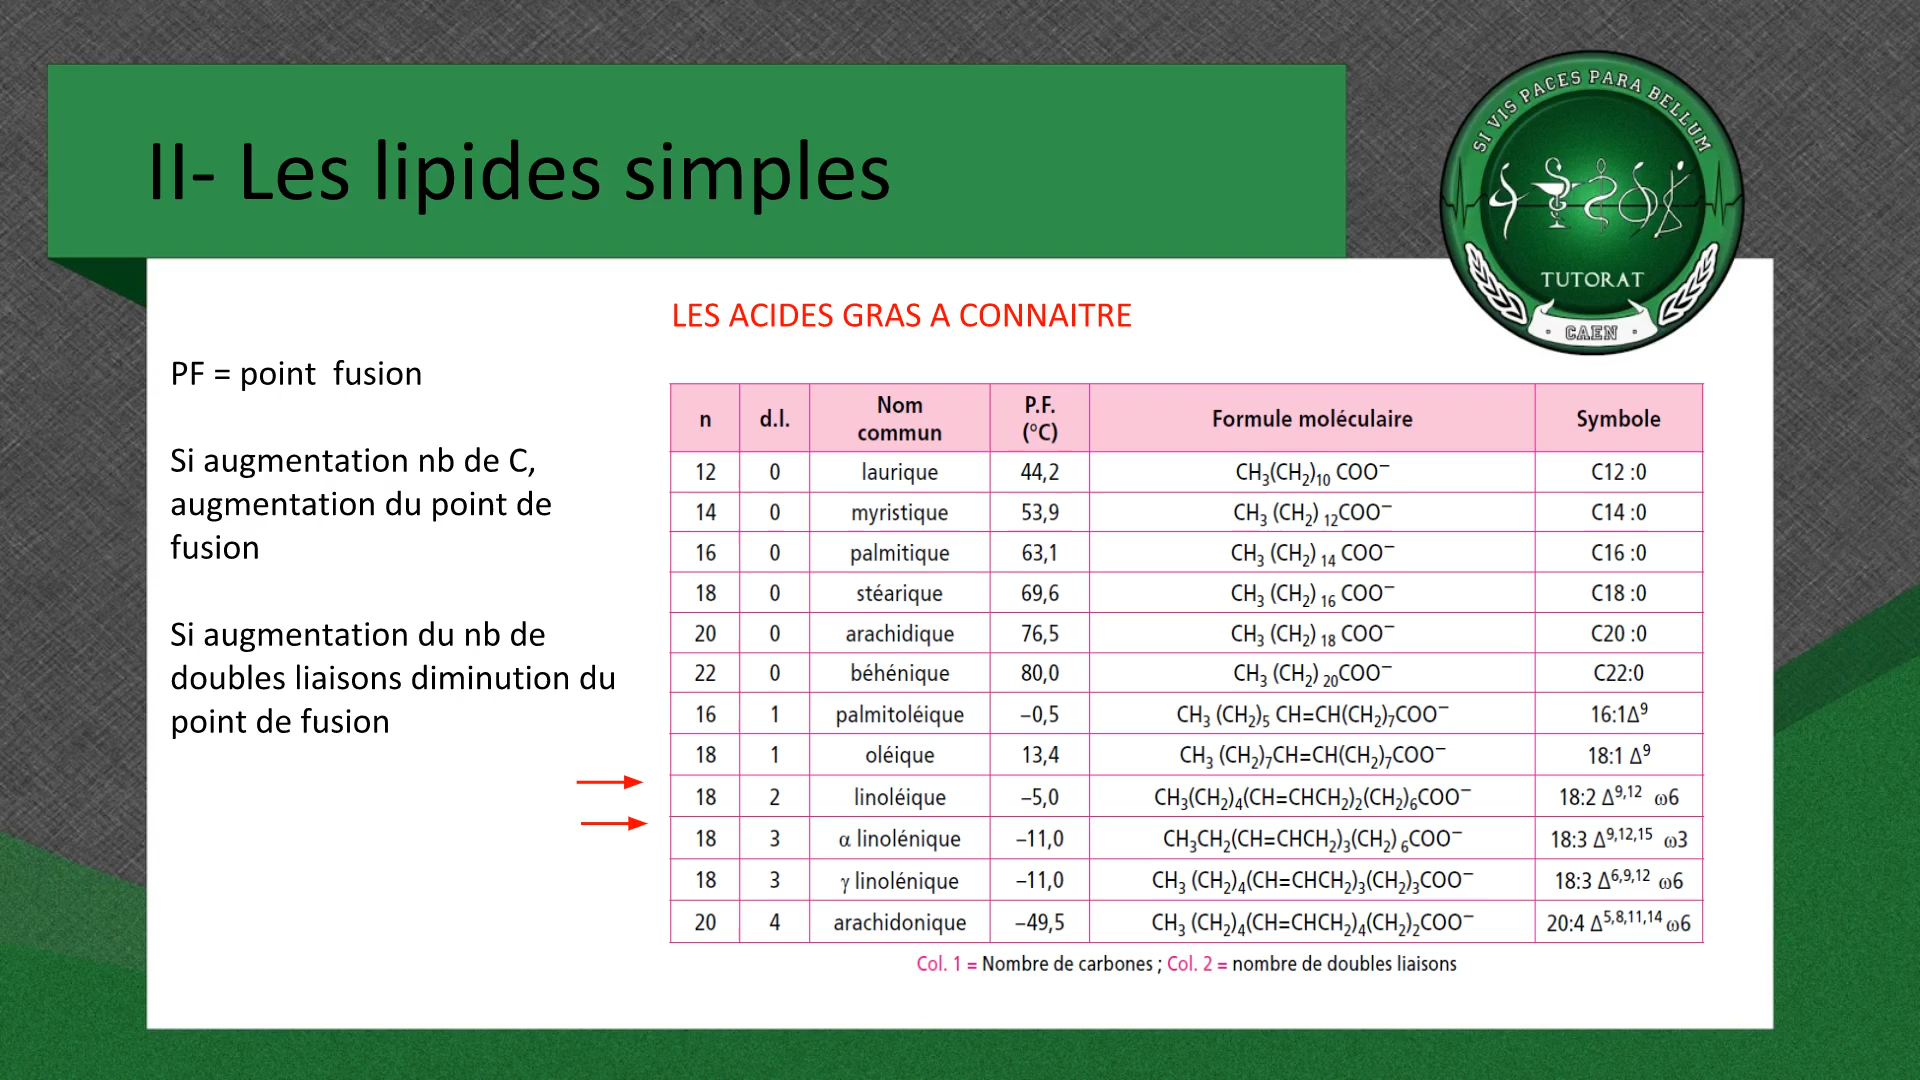 II- Les lipides simples
SI VIS PACES PARA BELLUM
TUTORAT
· CAEN ·
LES ACIDES GRAS A CONNAITRE
PF = point  fusion
Si augmentation nb de C,
augmentation du point de
fusion
Si augmentation du nb de
doubles liaisons diminution du
point de fusion
n d.l. Nom commun P.F. (°C) Formule moléculaire Symbole
12 0 laurique 44,2 CH₃(CH₂)₁₀ COO⁻ C12 :0
14 0 myristique 53,9 CH₃ (CH₂) ₁₂COO⁻ C14 :0
16 0 palmitique 63,1 CH₃ (CH₂) ₁₄ COO⁻ C16 :0
18 0 stéarique 69,6 CH₃ (CH₂) ₁₆ COO⁻ C18 :0
20 0 arachidique 76,5 CH₃ (CH₂) ₁₈ COO⁻ C20 :0
22 0 béhénique 80,0 CH₃ (CH₂) ₂₀COO⁻ C22:0
16 1 palmitoléique –0,5 CH₃ (CH₂)₅ CH=CH(CH₂)₇COO⁻ 16:1Δ⁹
18 1 oléique 13,4 CH₃ (CH₂)₇CH=CH(CH₂)₇COO⁻ 18:1 Δ⁹
18 2 linoléique –5,0 CH₃(CH₂)₄(CH=CHCH₂)₂(CH₂)₆COO⁻ 18:2 Δ⁹,¹² ω6
18 3 α linolénique –11,0 CH₃CH₂(CH=CHCH₂)₃(CH₂) ₆COO⁻ 18:3 Δ⁹,¹²,¹⁵ ω3
18 3 γ linolénique –11,0 CH₃ (CH₂)₄(CH=CHCH₂)₃(CH₂)₃COO⁻ 18:3 Δ⁶,⁹,¹² ω6
20 4 arachidonique –49,5 CH₃ (CH₂)₄(CH=CHCH₂)₄(CH₂)₂COO⁻ 20:4 Δ⁵,⁸,¹¹,¹⁴ ω6
Col. 1 = Nombre de carbones ; Col. 2 = nombre de doubles liaisons